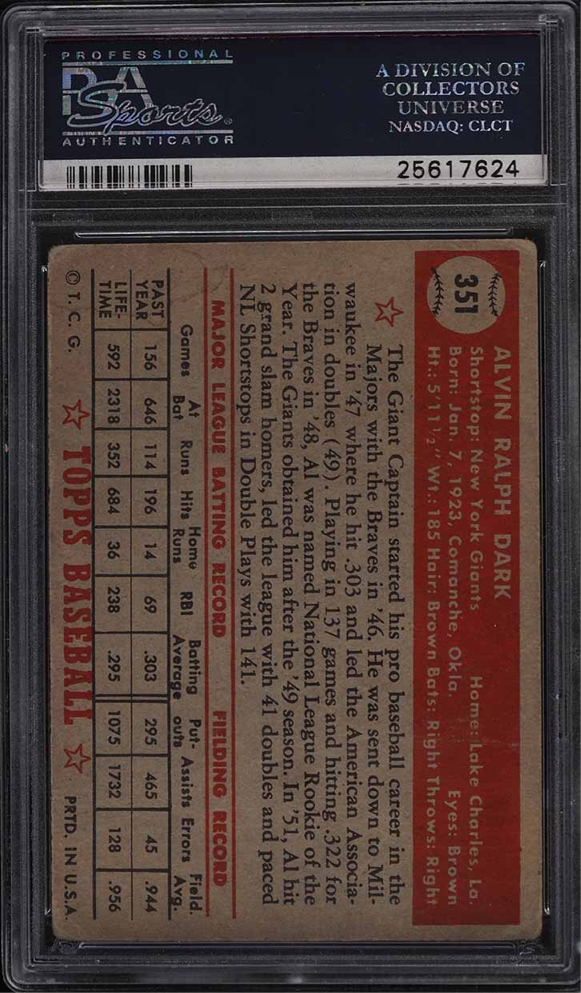 PROFESSIONAL
PSA
Sports
AUTHENTICATOR
A DIVISION OF
COLLECTORS
UNIVERSE
NASDAQ: CLCT
25617624
351
ALVIN RALPH DARK
Shortstop: New York Giants Home: Lake Charles, La.
Born: Jan. 7, 1923, Comanche, Okla. Eyes: Brown
Ht.: 5'11½" Wt.: 185 Hair: Brown Bats: Right Throws: Right
The Giant Captain started his pro baseball career in the
Majors with the Braves in '46. He was sent down to Mil-
waukee in '47 where he hit .303 and led the American Associa-
tion in doubles (49). Playing in 137 games and hitting .322 for
the Braves in '48, Al was named National League Rookie of the
Year. The Giants obtained him after the '49 season. In '51, Al hit
2 grand slam homers, led the league with 41 doubles and paced
NL Shortstops in Double Plays with 141.
MAJOR LEAGUE BATTING RECORD FIELDING RECORD
Games At Bat Runs Hits Home Runs RBI Batting Average Put-outs Assists Errors Field. Avg.
PAST YEAR 156 646 114 196 14 69 .303 295 465 45 .944
LIFE-TIME 592 2318 352 684 36 238 .295 1075 1732 128 .956
© T. C. G. TOPPS BASEBALL PRTD. IN U.S.A.